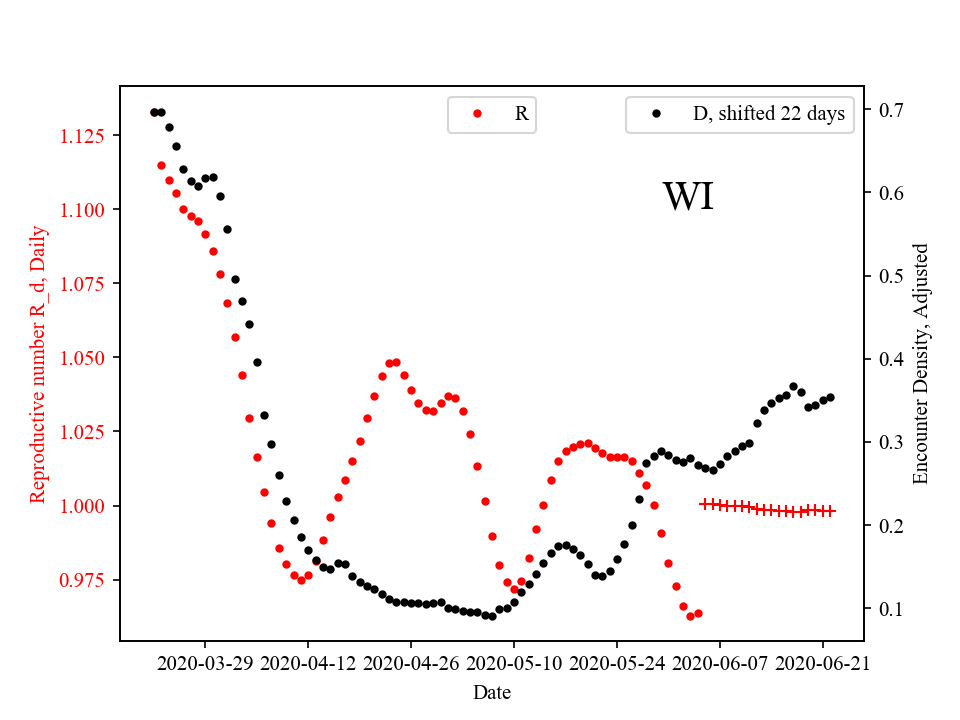 R
D, shifted 22 days
WI
Reproductive number R_d, Daily
1.125
1.100
1.075
1.050
1.025
1.000
0.975
0.7
0.6
0.5
0.4
0.3
0.2
0.1
Encounter Density, Adjusted
2020-03-29 2020-04-12 2020-04-26 2020-05-10 2020-05-24 2020-06-07 2020-06-21
Date